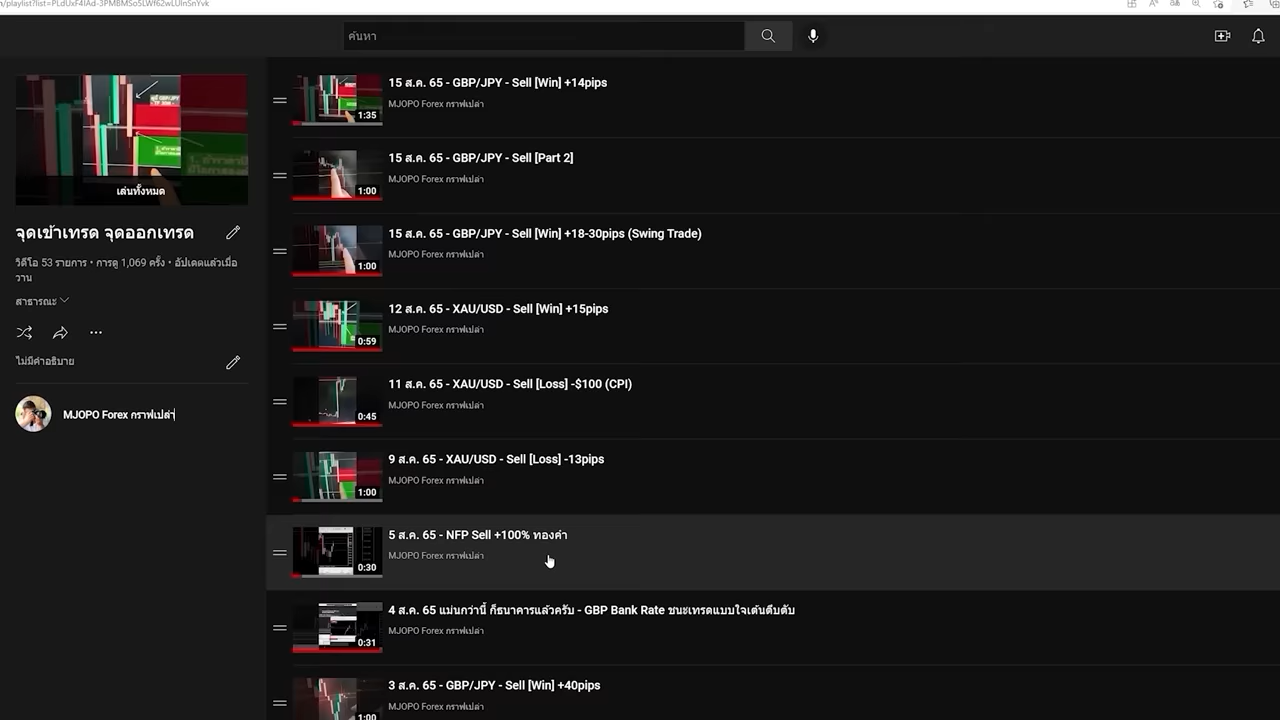 n/playlist?list=PLdUxF4IAd-3PMBMSo5LWf62wLUlnSnYvk
ค้นหา
เล่นทั้งหมด
จุดเข้าเทรด จุดออกเทรด
วิดีโอ 53 รายการ • การดู 1,069 ครั้ง • อัปเดตแล้วเมื่อ
วาน
สาธารณะ
ไม่มีคำอธิบาย
MJOPO Forex กราฟเปล่า
1:35
15 ส.ค. 65 - GBP/JPY - Sell [Win] +14pips
MJOPO Forex กราฟเปล่า
1:00
15 ส.ค. 65 - GBP/JPY - Sell [Part 2]
MJOPO Forex กราฟเปล่า
1:00
15 ส.ค. 65 - GBP/JPY - Sell [Win] +18-30pips (Swing Trade)
MJOPO Forex กราฟเปล่า
0:59
12 ส.ค. 65 - XAU/USD - Sell [Win] +15pips
MJOPO Forex กราฟเปล่า
0:45
11 ส.ค. 65 - XAU/USD - Sell [Loss] -$100 (CPI)
MJOPO Forex กราฟเปล่า
1:00
9 ส.ค. 65 - XAU/USD - Sell [Loss] -13pips
MJOPO Forex กราฟเปล่า
0:30
5 ส.ค. 65 - NFP Sell +100% ทองคำ
MJOPO Forex กราฟเปล่า
0:31
4 ส.ค. 65 แม่นกว่านี้ ก็ธนาคารแล้วครับ - GBP Bank Rate ชนะเทรดแบบใจเต้นตึบตับ
MJOPO Forex กราฟเปล่า
1:00
3 ส.ค. 65 - GBP/JPY - Sell [Win] +40pips
MJOPO Forex กราฟเปล่า